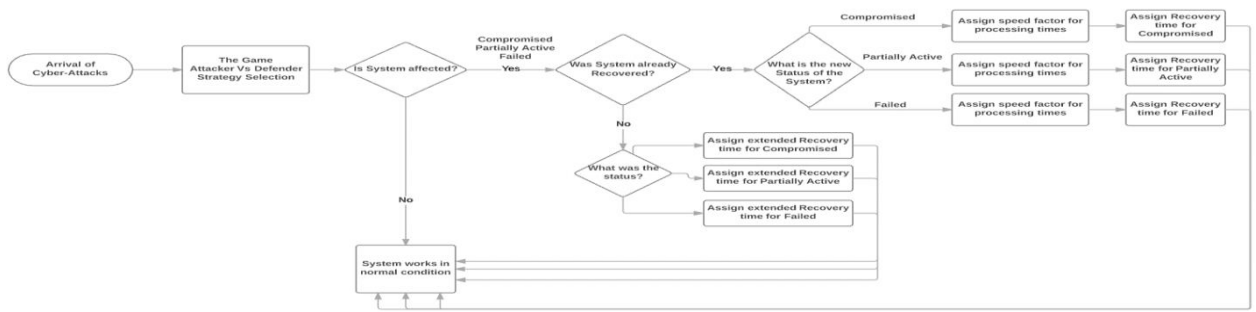 Arrival of
Cyber-Attacks
The Game
Attacker Vs Defender
Strategy Selection
Is System affected?
Compromised
Partially Active
Failed
Yes
Was System already
Recovered?
Yes
What is the new
Status of the
System?
Compromised
Assign speed factor for
processing times
Assign Recovery
time for
Compromised
Partially Active
Assign speed factor for
processing times
Assign Recovery
time for Partially
Active
Failed
Assign speed factor for
processing times
Assign Recovery
time for Failed
No
What was the
status?
Assign extended Recovery
time for Compromised
Assign extended Recovery
time for Partially Active
Assign extended Recovery
time for Failed
No
System works in
normal condition